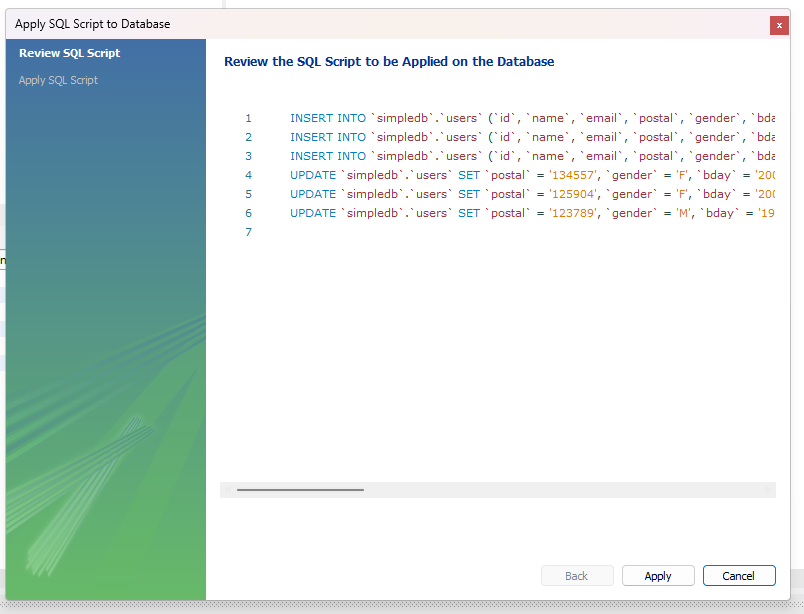 Apply SQL Script to Database
x
Review SQL Script
Apply SQL Script
Review the SQL Script to be Applied on the Database
1 INSERT INTO `simpledb`.`users` (`id`, `name`, `email`, `postal`, `gender`, `bda
2 INSERT INTO `simpledb`.`users` (`id`, `name`, `email`, `postal`, `gender`, `bda
3 INSERT INTO `simpledb`.`users` (`id`, `name`, `email`, `postal`, `gender`, `bda
4 UPDATE `simpledb`.`users` SET `postal` = '134557', `gender` = 'F', `bday` = '200
5 UPDATE `simpledb`.`users` SET `postal` = '125904', `gender` = 'F', `bday` = '200
6 UPDATE `simpledb`.`users` SET `postal` = '123789', `gender` = 'M', `bday` = '19
7
Back Apply Cancel